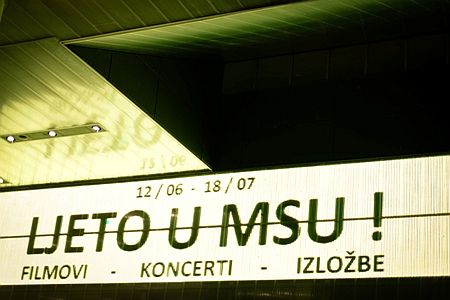 12 / 06 - 18 / 07
LJETO U MSU !
FILMOVI - KONCERTI - IZLOŽBE